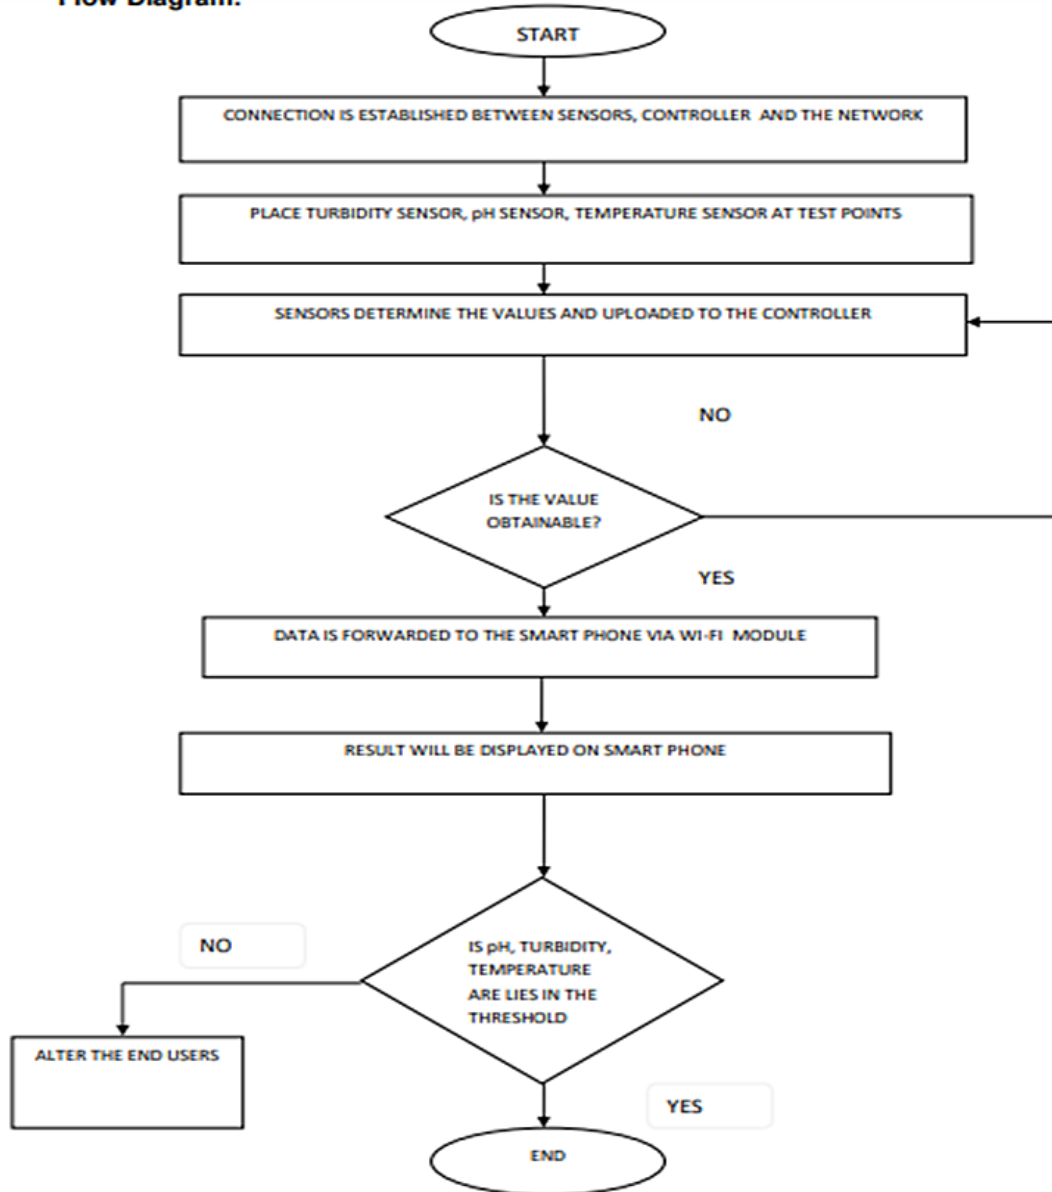 Flow Diagram:
START
CONNECTION IS ESTABLISHED BETWEEN SENSORS, CONTROLLER AND THE NETWORK
PLACE TURBIDITY SENSOR, pH SENSOR, TEMPERATURE SENSOR AT TEST POINTS
SENSORS DETERMINE THE VALUES AND UPLOADED TO THE CONTROLLER
NO
IS THE VALUE
OBTAINABLE?
YES
DATA IS FORWARDED TO THE SMART PHONE VIA WI-FI MODULE
RESULT WILL BE DISPLAYED ON SMART PHONE
NO
IS pH, TURBIDITY,
TEMPERATURE
ARE LIES IN THE
THRESHOLD
ALTER THE END USERS
YES
END